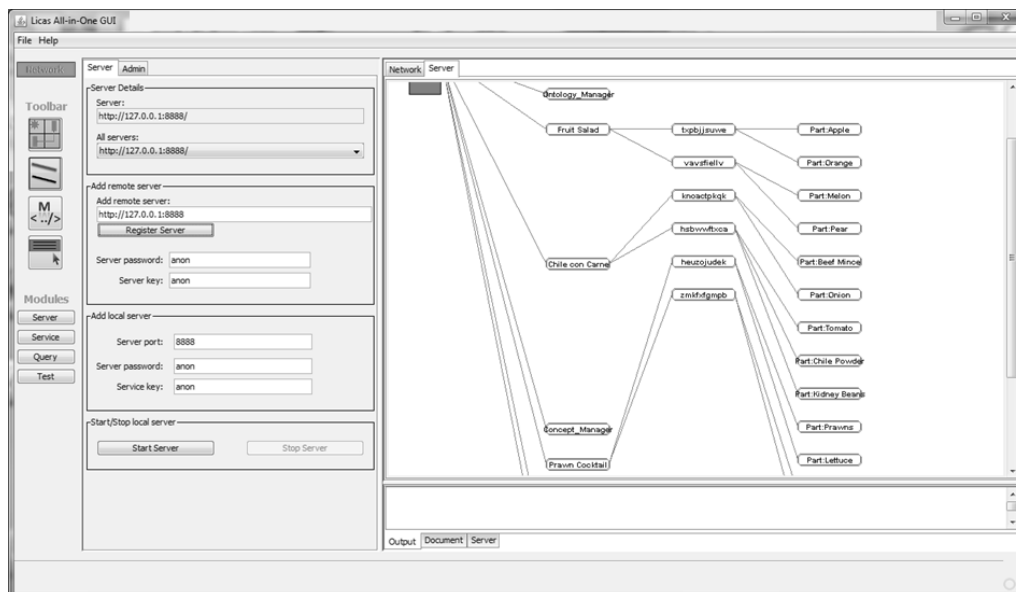 Licas All-in-One GUI
File Help
Network
Toolbar
M
<../>
Modules
Server
Service
Query
Test
Server Admin
Server Details
Server:
http://127.0.0.1:8888/
All servers:
http://127.0.0.1:8888/
Add remote server
Add remote server:
http://127.0.0.1:8888
Register Server
Server password: anon
Server key: anon
Add local server
Server port: 8888
Server password: anon
Service key: anon
Start/Stop local server
Start Server Stop Server
Network Server
Ontology_Manager
Fruit Salad txpbjjsuwe Part:Apple
vavsfiellv Part:Orange
knoactpkqk Part:Melon
hsbwwftxca Part:Pear
Chile con Carne heuzojudek Part:Beef Mince
zmkfxfgmpb Part:Onion
Part:Tomato
Part:Chile Powder
Part:Kidney Beans
Concept_Manager Part:Prawns
Prawn Cocktail Part:Lettuce
Output Document Server